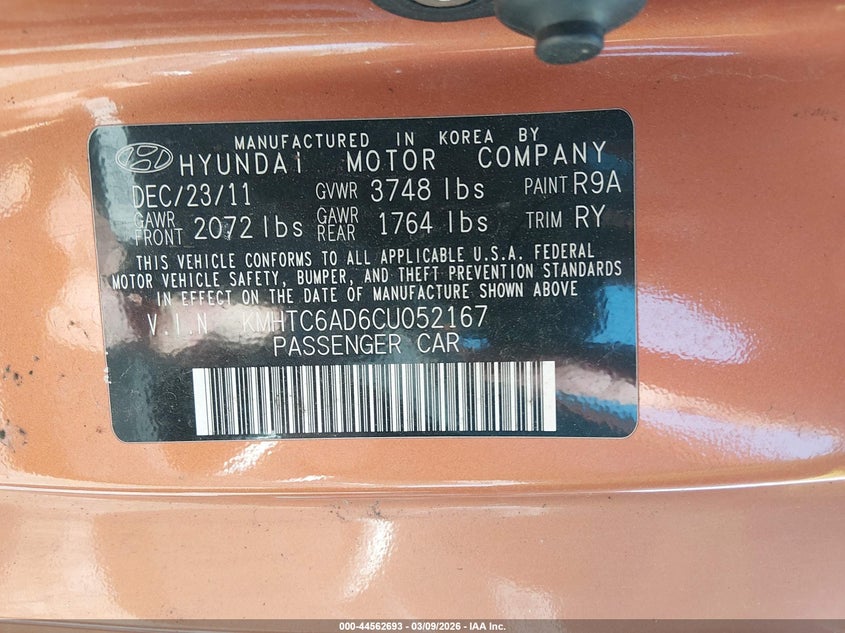 MANUFACTURED IN KOREA BY
HYUNDAI MOTOR COMPANY
DEC/23/11 GVWR 3748 lbs PAINT R9A
GAWR FRONT 2072 lbs GAWR REAR 1764 lbs TRIM RY
THIS VEHICLE CONFORMS TO ALL APPLICABLE U.S.A. FEDERAL
MOTOR VEHICLE SAFETY, BUMPER, AND THEFT PREVENTION STANDARDS
IN EFFECT ON THE DATE OF MANUFACTURE SHOWN ABOVE.
V.I.N KMHTC6AD6CU052167
PASSENGER CAR
000-44562693 - 03/09/2026 - IAA Inc.